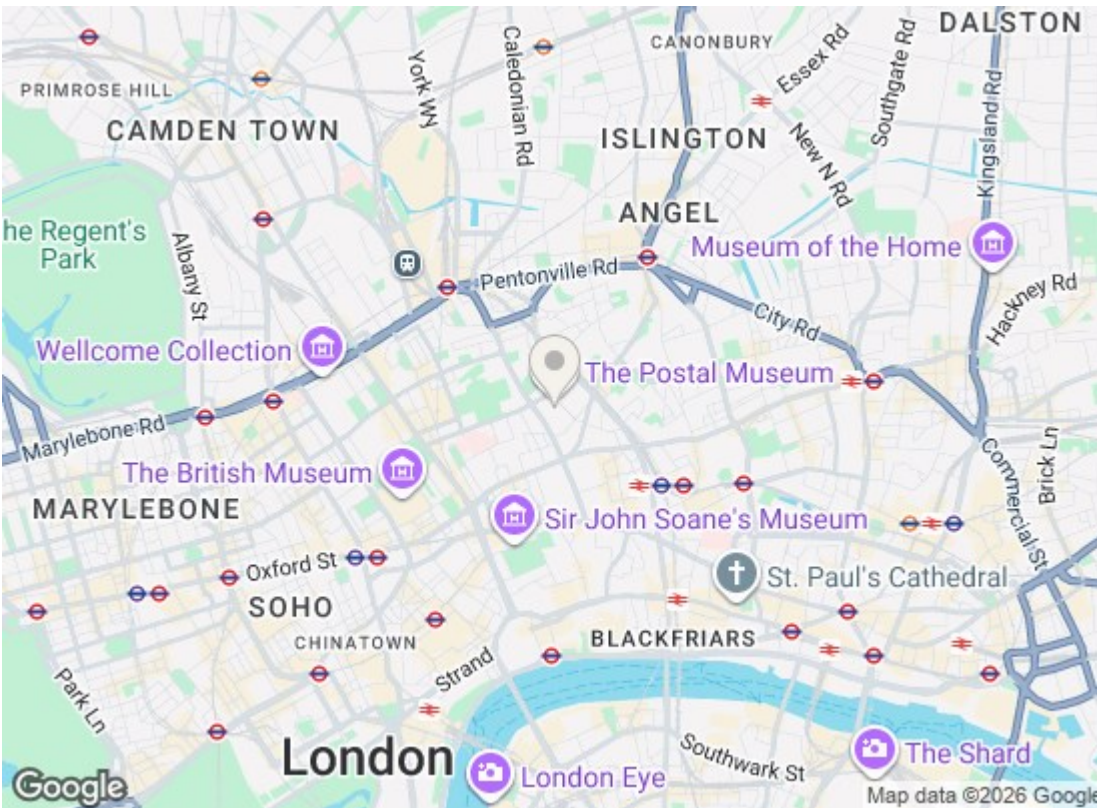 DALSTON
CANONBURY
Essex Rd
Southgate Rd
Kingsland Rd
York Wy
Caledonian Rd
PRIMROSE HILL
CAMDEN TOWN
ISLINGTON
New N Rd
ANGEL
he Regent's
Park
Albany St
Museum of the Home
Pentonville Rd
Hackney Rd
City Rd
Wellcome Collection
The Postal Museum
Marylebone Rd
The British Museum
Commercial St
Brick Ln
MARYLEBONE
Sir John Soane's Museum
Oxford St
St. Paul's Cathedral
SOHO
CHINATOWN
BLACKFRIARS
Strand
Park Ln
London
London Eye
Southwark St
The Shard
Google
Map data ©2026 Google